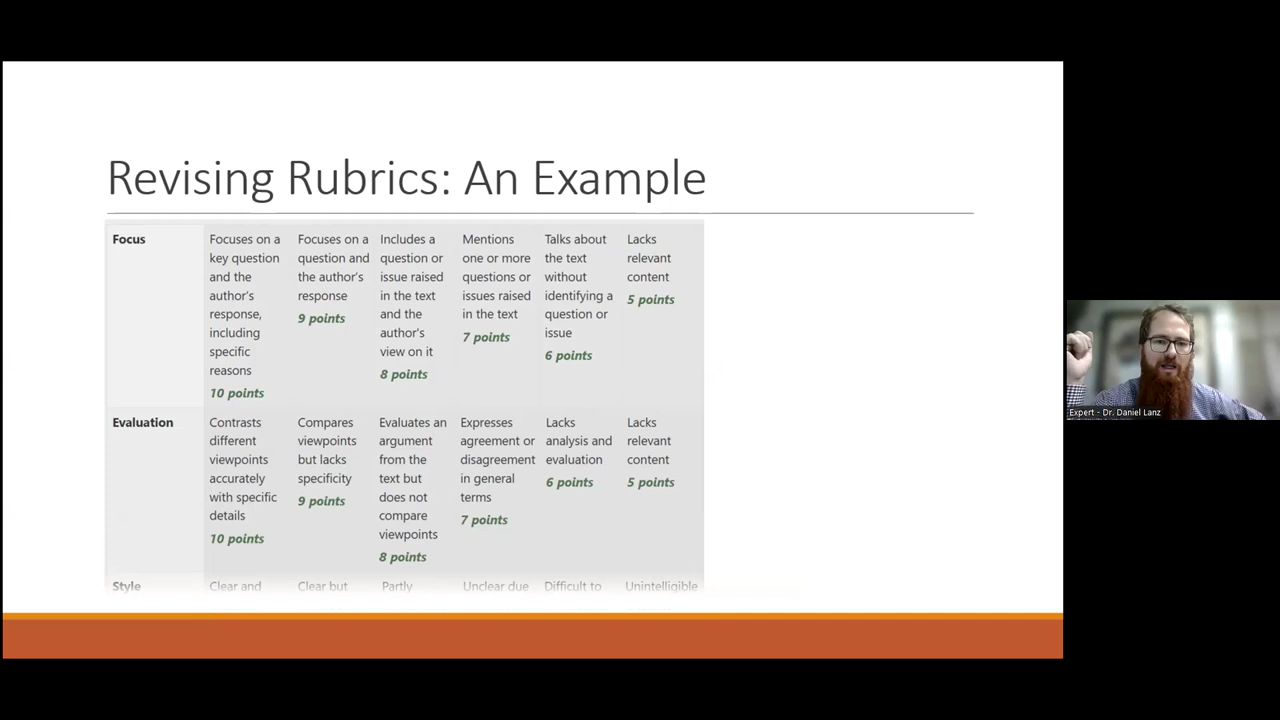 Revising Rubrics: An Example
Focus
Focuses on a
key question
and the
author's
response,
including
specific
reasons
10 points
Focuses on a
question and
the author's
response
9 points
Includes a
question or
issue raised
in the text
and the
author's
view on it
8 points
Mentions
one or more
questions or
issues raised
in the text
7 points
Talks about
the text
without
identifying a
question or
issue
6 points
Lacks
relevant
content
5 points
Evaluation
Contrasts
different
viewpoints
accurately
with specific
details
10 points
Compares
viewpoints
but lacks
specificity
9 points
Evaluates an
argument
from the
text but
does not
compare
viewpoints
8 points
Expresses
agreement or
disagreement
in general
terms
7 points
Lacks
analysis and
evaluation
6 points
Lacks
relevant
content
5 points
Style
Clear and
Clear but
Partly
Unclear due
Difficult to
Unintelligible
Expert - Dr. Daniel Lanz